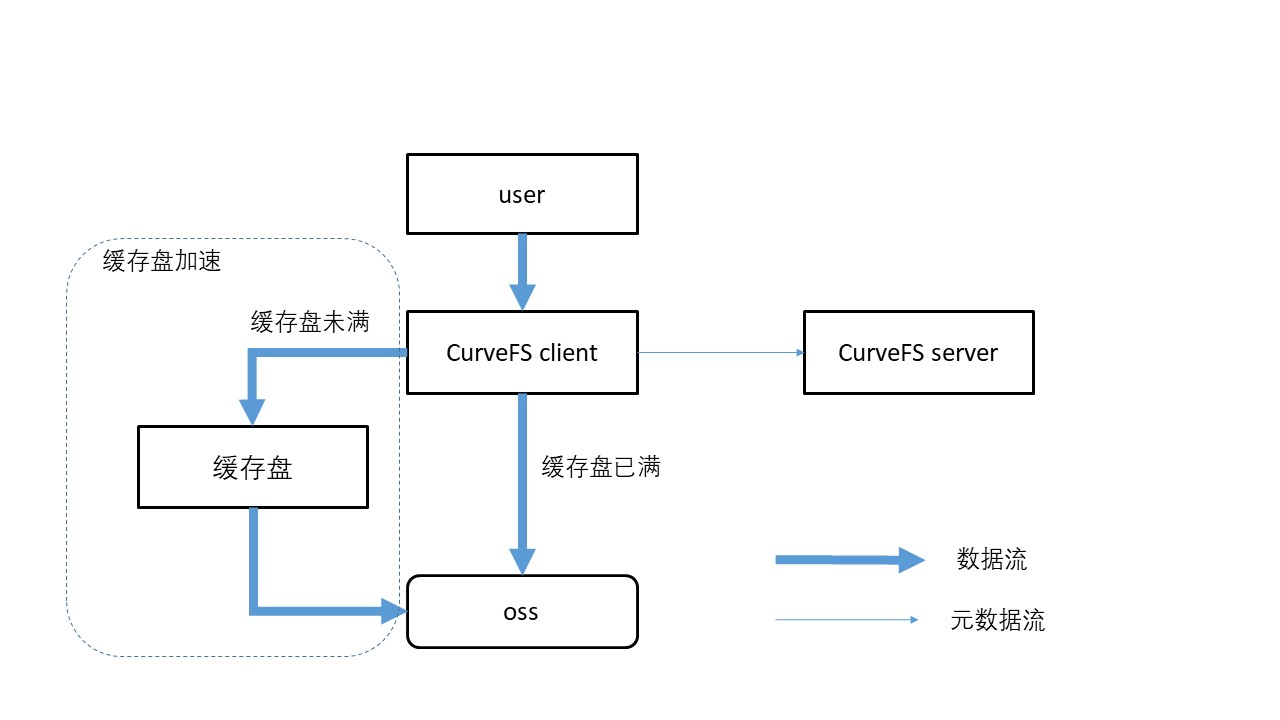 user
缓存盘加速
缓存盘未满
CurveFS client
CurveFS server
缓存盘
缓存盘已满
数据流
oss
元数据流